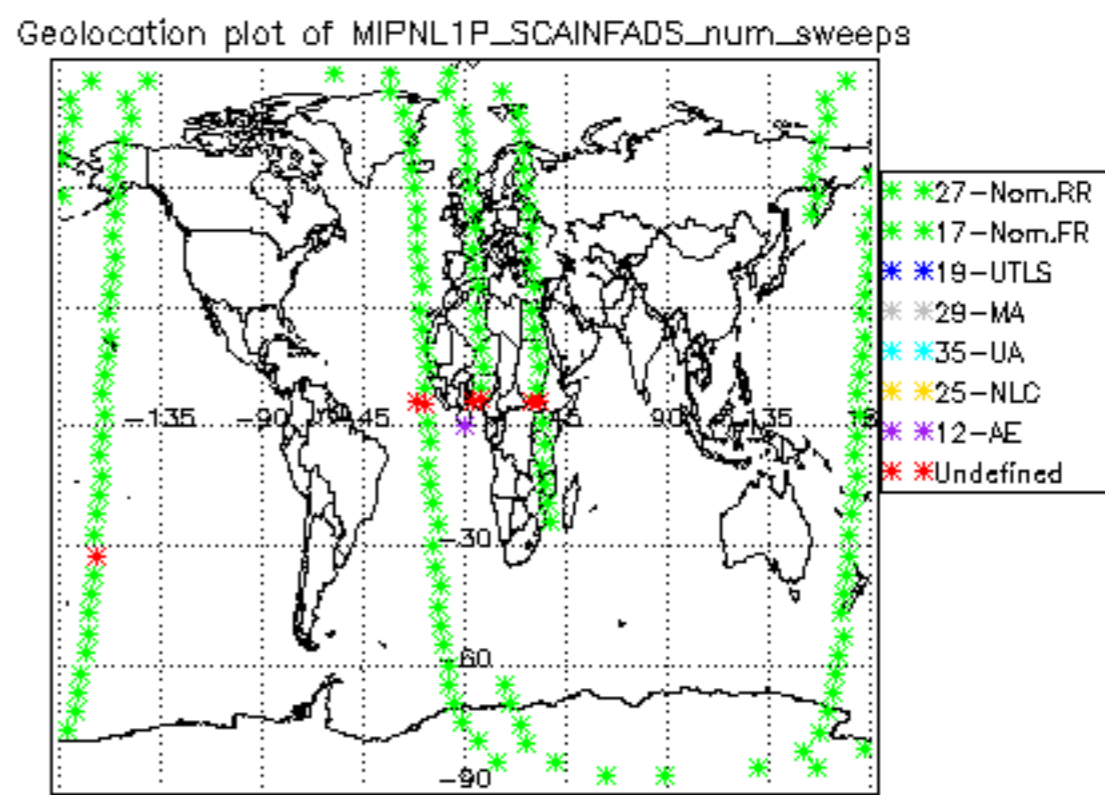 Geolocation plot of MIPNL1P_SCAINFADS_num_sweeps
27-Nom.RR
17-Nom.FR
19-UTLS
29-MA
35-UA
25-NLC
12-AE
Undefined
-135 -90 45 90 135
-30
-60
-90